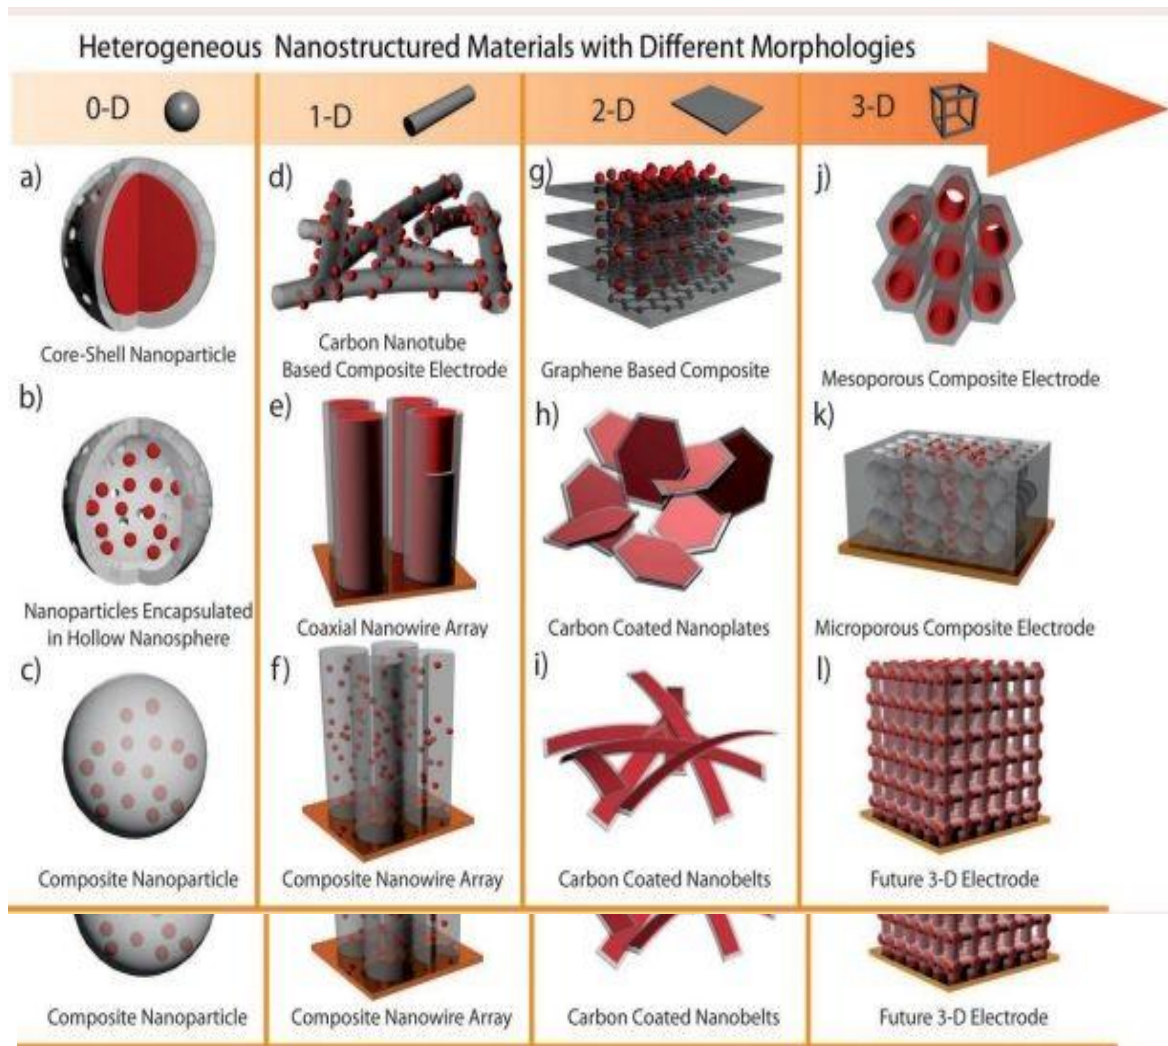 Heterogeneous Nanostructured Materials with Different Morphologies
0-D
1-D
2-D
3-D
a)
d)
g)
j)
Core-Shell Nanoparticle
Carbon Nanotube
Based Composite Electrode
Graphene Based Composite
Mesoporous Composite Electrode
b)
e)
h)
k)
Nanoparticles Encapsulated
in Hollow Nanosphere
Coaxial Nanowire Array
Carbon Coated Nanoplates
Microporous Composite Electrode
c)
f)
i)
l)
Composite Nanoparticle
Composite Nanowire Array
Carbon Coated Nanobelts
Future 3-D Electrode
Composite Nanoparticle
Composite Nanowire Array
Carbon Coated Nanobelts
Future 3-D Electrode